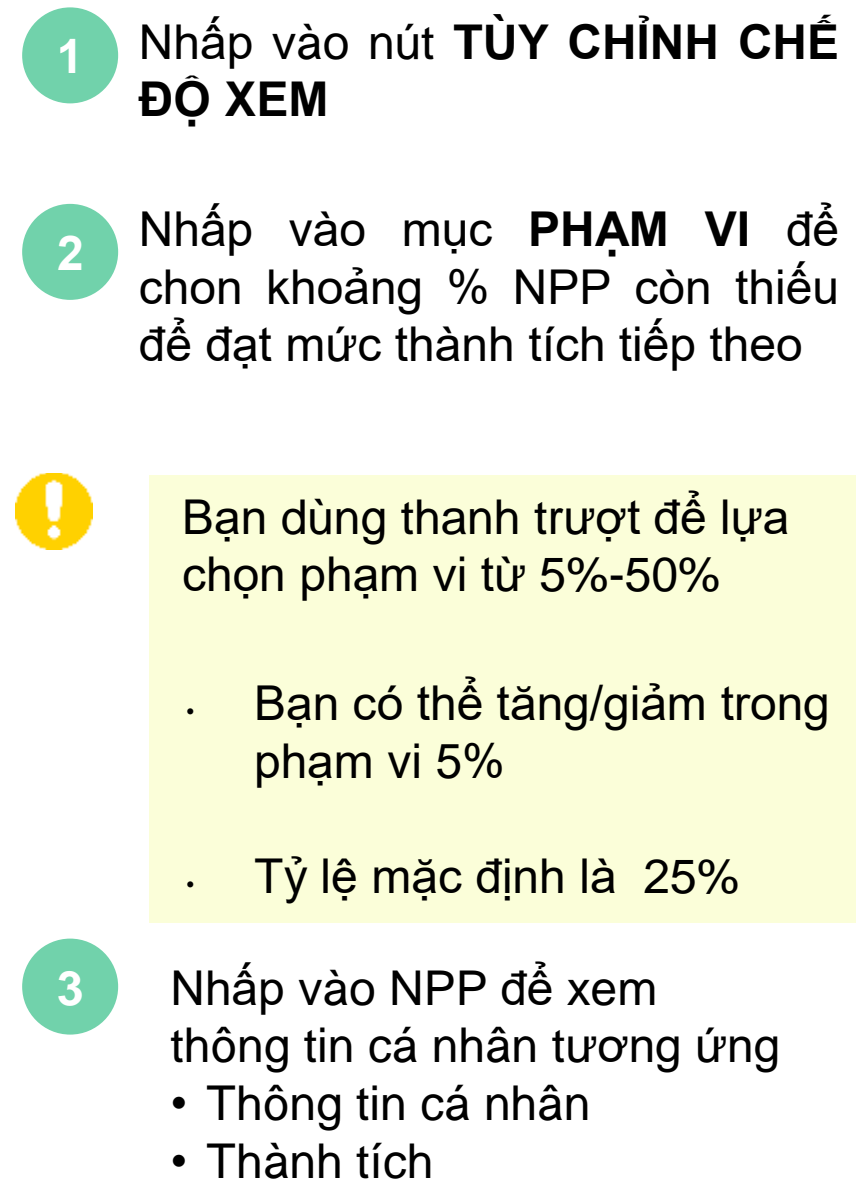 1
Nhấp vào nút TÙY CHỈNH CHẾ
ĐỘ XEM
2
Nhấp vào mục PHẠM VI để
chon khoảng % NPP còn thiếu
để đạt mức thành tích tiếp theo
Bạn dùng thanh trượt để lựa
chọn phạm vi từ 5%-50%
• Bạn có thể tăng/giảm trong
phạm vi 5%
• Tỷ lệ mặc định là 25%
3
Nhấp vào NPP để xem
thông tin cá nhân tương ứng
• Thông tin cá nhân
• Thành tích